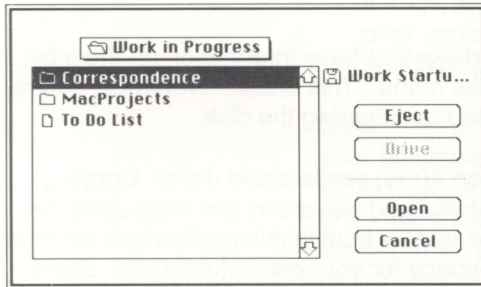 Work in Progress
Correspondence
MacProjects
To Do List
Work Startu...
Eject
Drive
Open
Cancel